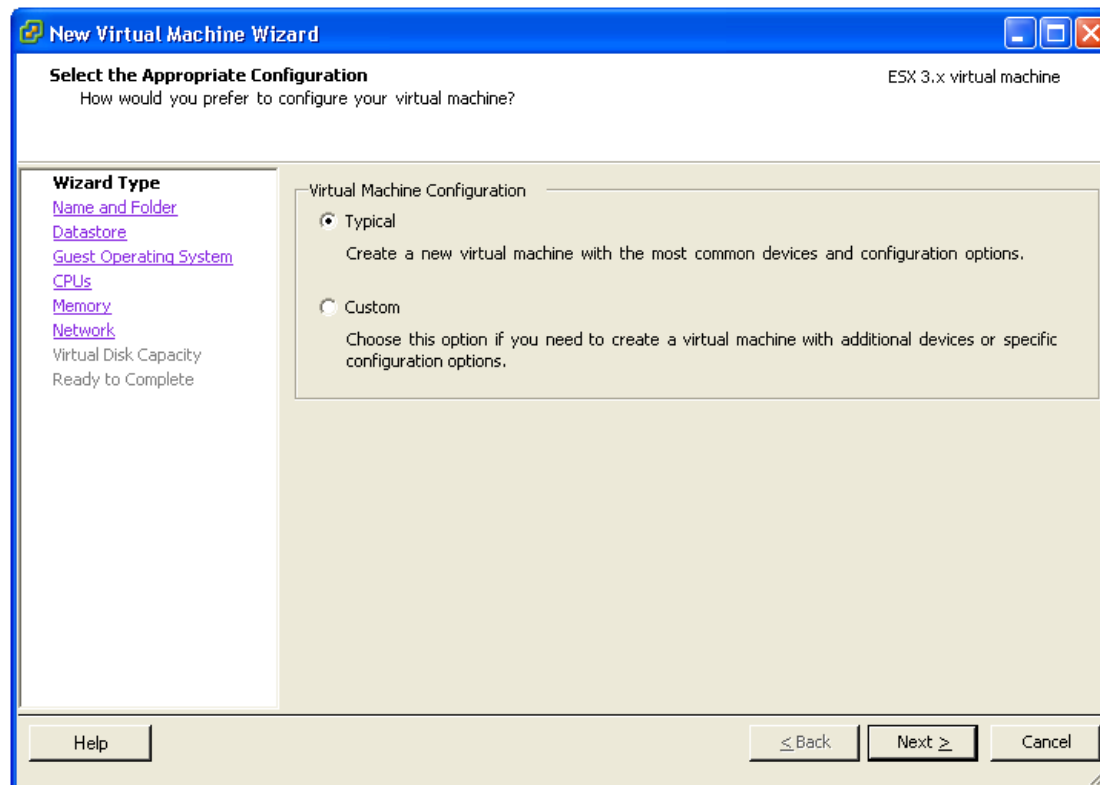 New Virtual Machine Wizard
Select the Appropriate Configuration
ESX 3.x virtual machine
How would you prefer to configure your virtual machine?
Wizard Type
Name and Folder
Datastore
Guest Operating System
CPUs
Memory
Network
Virtual Disk Capacity
Ready to Complete
Virtual Machine Configuration
Typical
Create a new virtual machine with the most common devices and configuration options.
Custom
Choose this option if you need to create a virtual machine with additional devices or specific
configuration options.
Help
< Back
Next >
Cancel